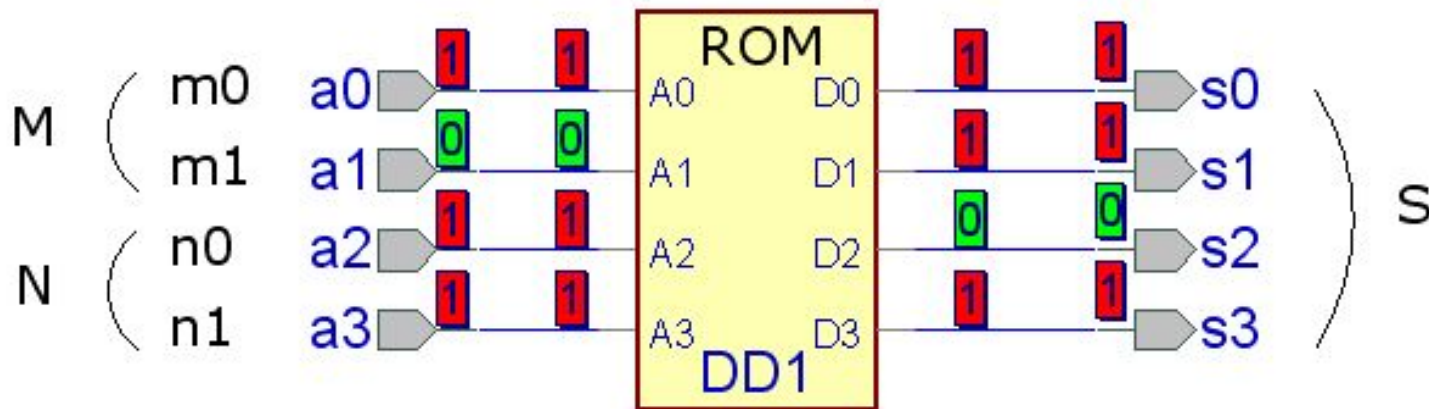 1 1 ROM 1 1
m0 a0 A0 D0 s0
M 0 0 1 1
m1 a1 A1 D1 s1
1 1 0 0 S
n0 a2 A2 D2 s2
N 1 1 1 1
n1 a3 A3 D3 s3
DD1